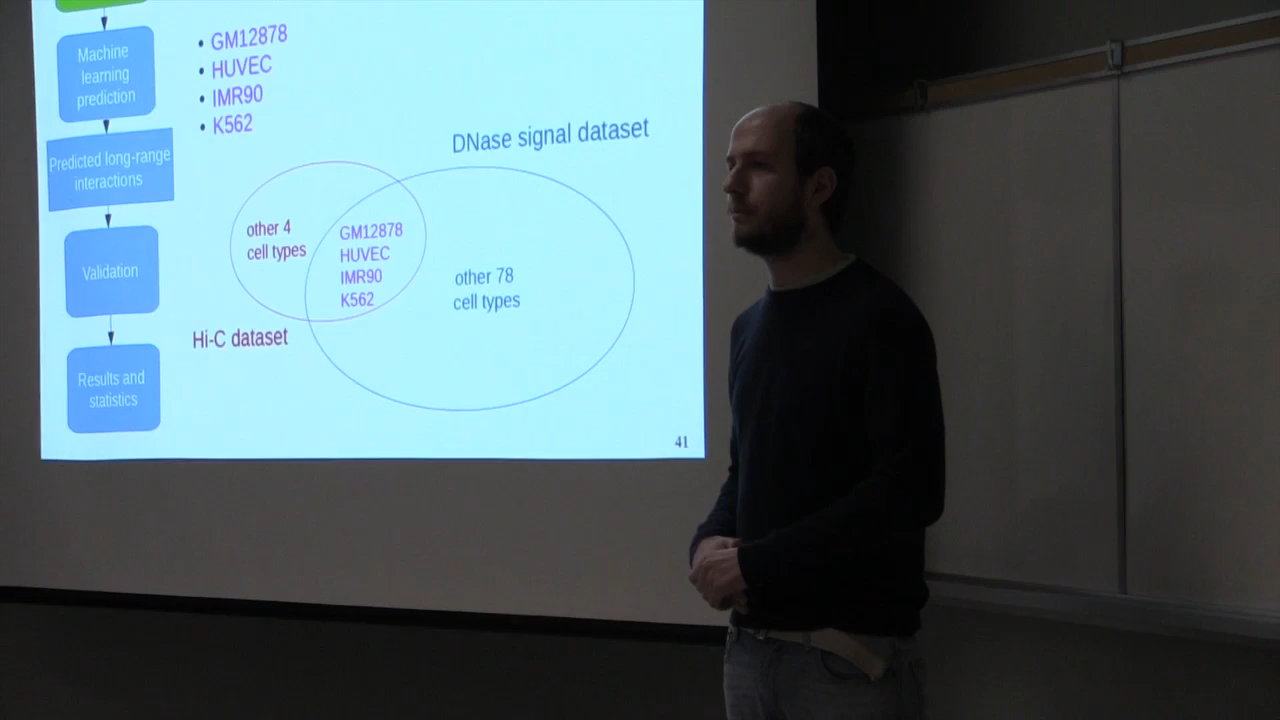 Machine
learning
prediction
Predicted long-range
interactions
Validation
Results and
statistics
• GM12878
• HUVEC
• IMR90
• K562
DNase signal dataset
other 4
cell types
GM12878
HUVEC
IMR90
K562
other 78
cell types
Hi-C dataset
41